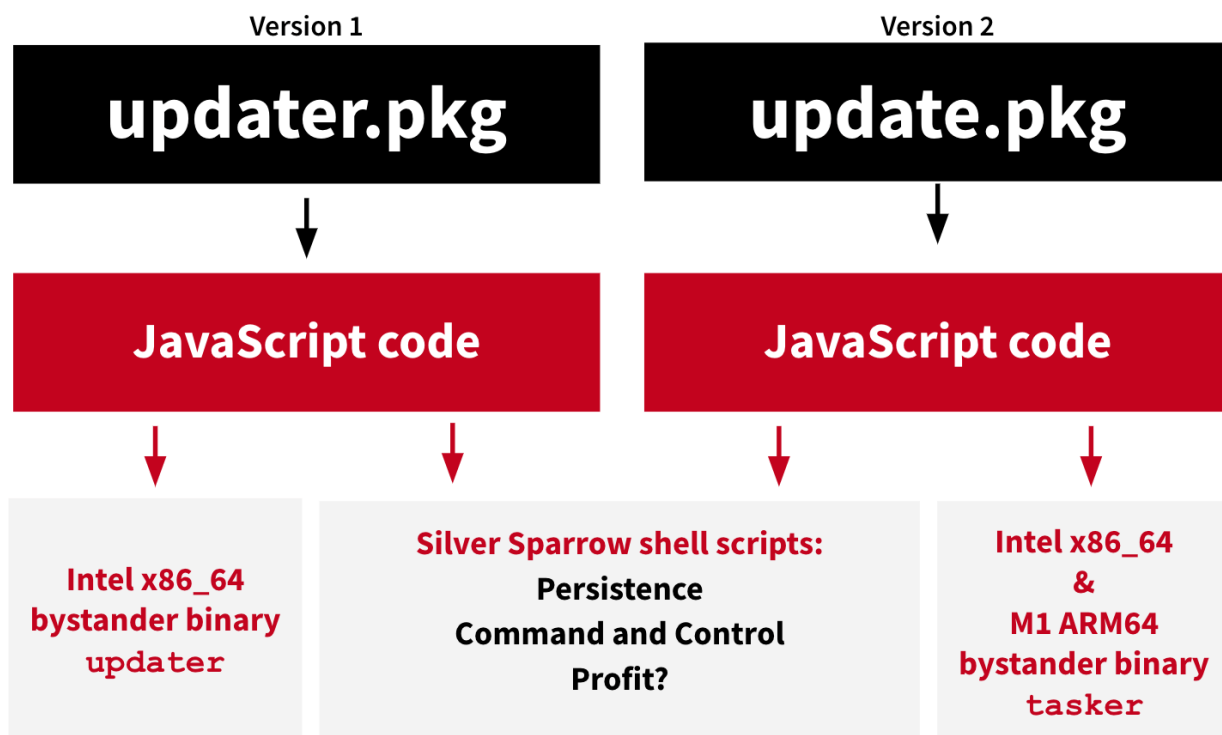 Version 1
Version 2
updater.pkg
update.pkg
JavaScript code
JavaScript code
Intel x86_64
bystander binary
updater
Silver Sparrow shell scripts:
Persistence
Command and Control
Profit?
Intel x86_64
&
M1 ARM64
bystander binary
tasker